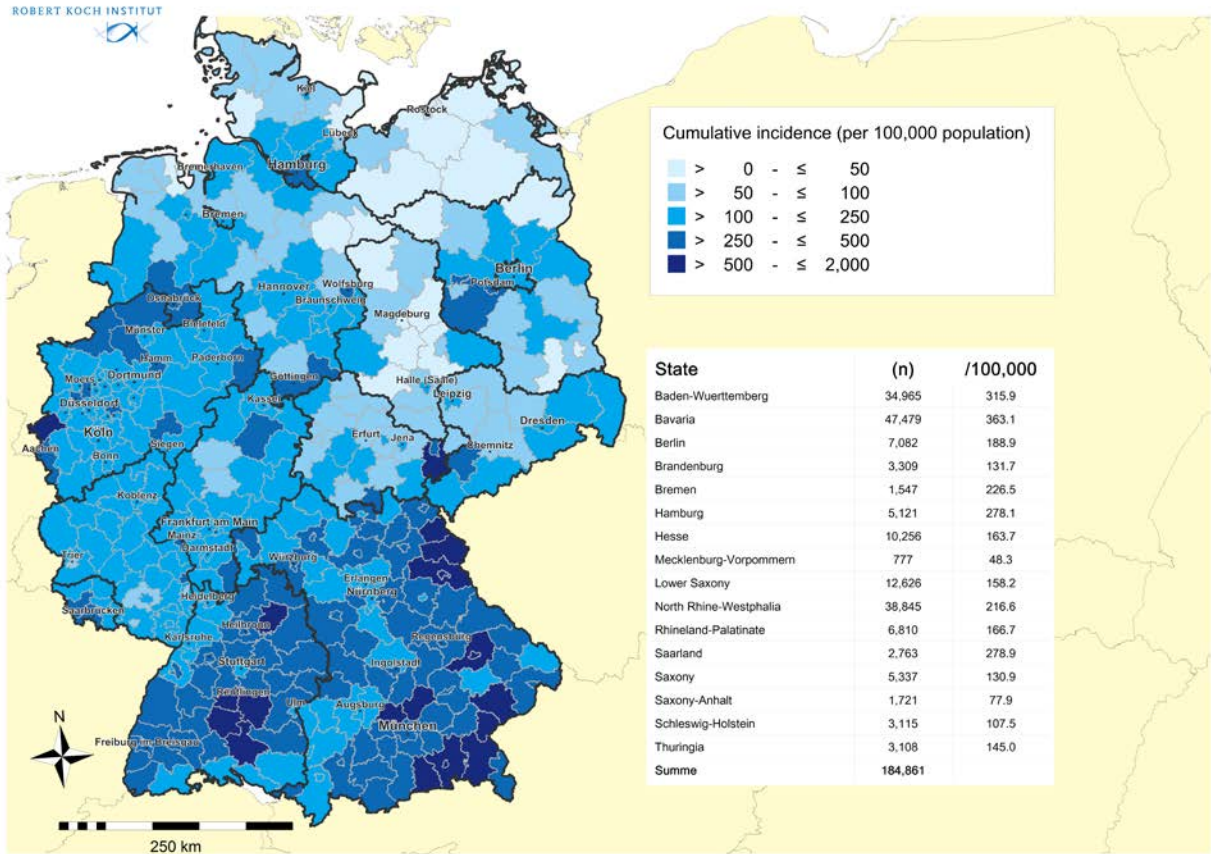 ROBERT KOCH INSTITUT
Kiel
Rostock
Lübeck
Bremerhaven
Hamburg
Bremen
Berlin
Potsdam
Wolfsburg
Hannover
Braunschweig
Osnabrück
Magdeburg
Münster
Bielefeld
Hamm
Paderborn
Göttingen
Halle (Saale)
Moers
Dortmund
Kassel
Leipzig
Düsseldorf
Dresden
Köln
Erfurt
Jena
Chemnitz
Aachen
Siegen
Bonn
Koblenz
Frankfurt am Main
Mainz
Darmstadt
Trier
Würzburg
Erlangen
Nürnberg
Heidelberg
Saarbrücken
Heilbronn
Karlsruhe
Regensburg
Stuttgart
Ingolstadt
Reutlingen
Ulm
Augsburg
München
Freiburg im Breisgau
N
250 km
Cumulative incidence (per 100,000 population)
> 0 - ≤ 50
> 50 - ≤ 100
> 100 - ≤ 250
> 250 - ≤ 500
> 500 - ≤ 2,000
State (n) /100,000
Baden-Wuerttemberg 34,965 315.9
Bavaria 47,479 363.1
Berlin 7,082 188.9
Brandenburg 3,309 131.7
Bremen 1,547 226.5
Hamburg 5,121 278.1
Hesse 10,256 163.7
Mecklenburg-Vorpommern 777 48.3
Lower Saxony 12,626 158.2
North Rhine-Westphalia 38,845 216.6
Rhineland-Palatinate 6,810 166.7
Saarland 2,763 278.9
Saxony 5,337 130.9
Saxony-Anhalt 1,721 77.9
Schleswig-Holstein 3,115 107.5
Thuringia 3,108 145.0
Summe 184,861